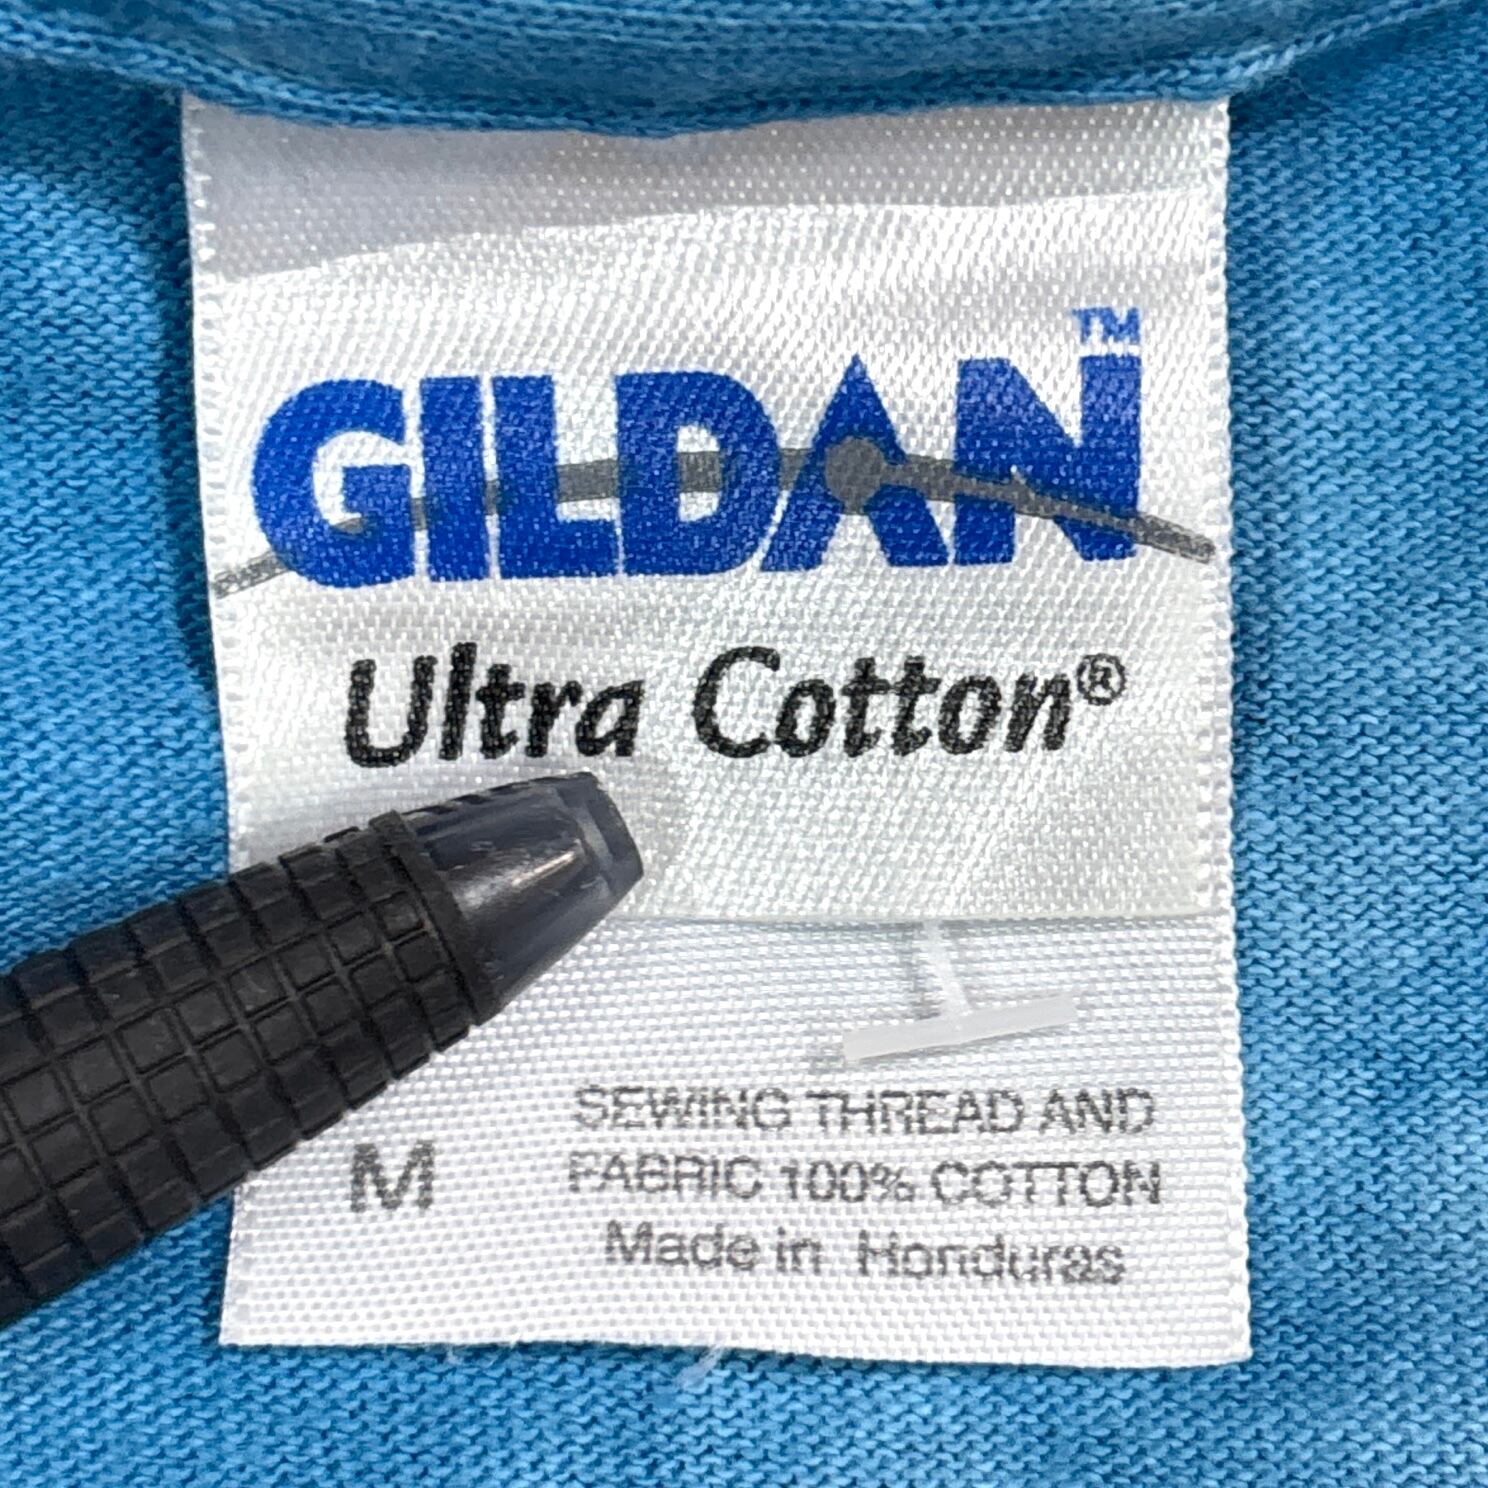 GILDAN™
Ultra Cotton®
SEWING THREAD AND
M FABRIC 100% COTTON
Made in Honduras